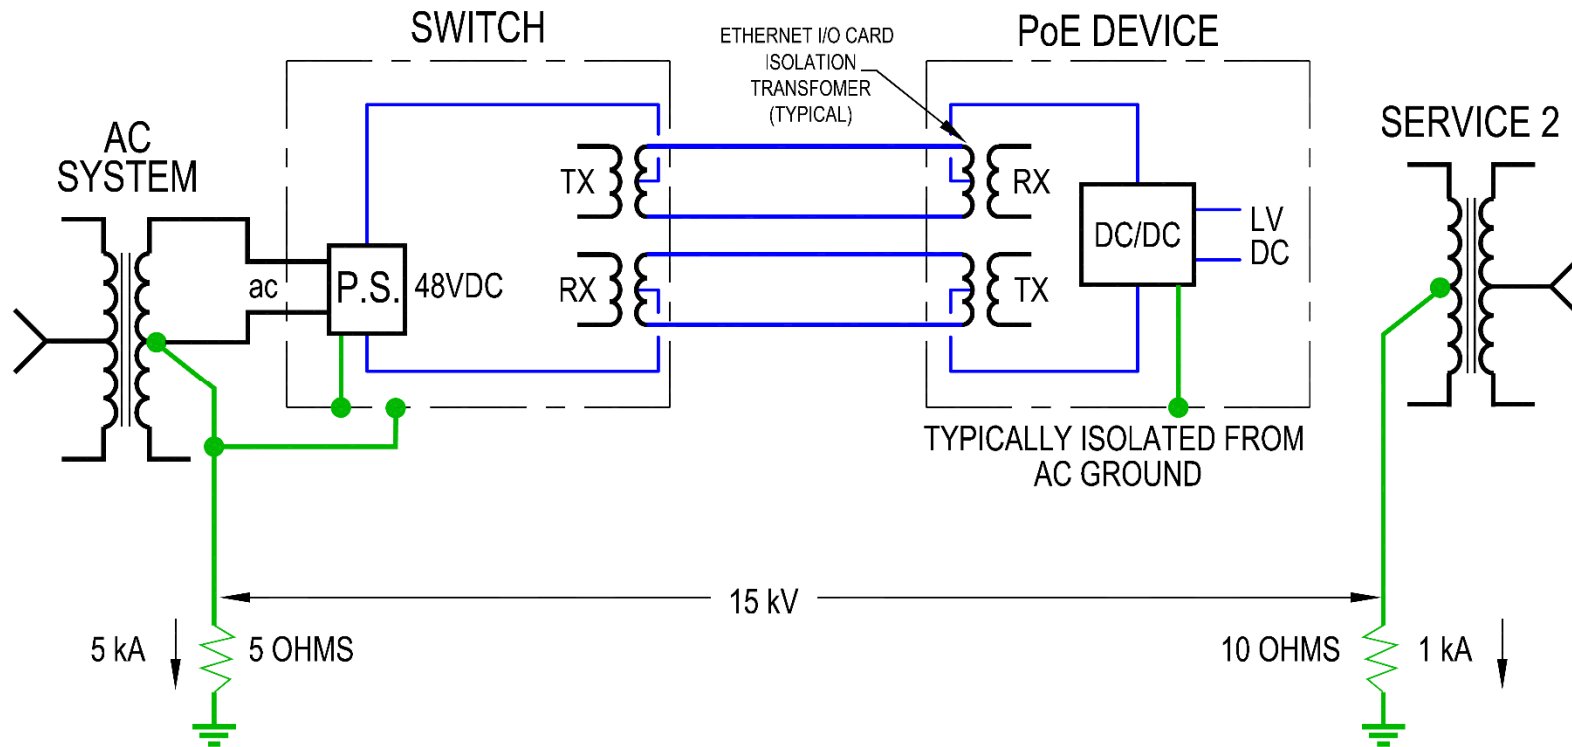 SWITCH
PoE DEVICE
ETHERNET I/O CARD
ISOLATION
TRANSFOMER
(TYPICAL)
AC
SYSTEM
SERVICE 2
TX
RX
ac
P.S.
48VDC
RX
TX
DC/DC
LV
DC
TYPICALLY ISOLATED FROM
AC GROUND
15 kV
5 kA
5 OHMS
10 OHMS
1 kA